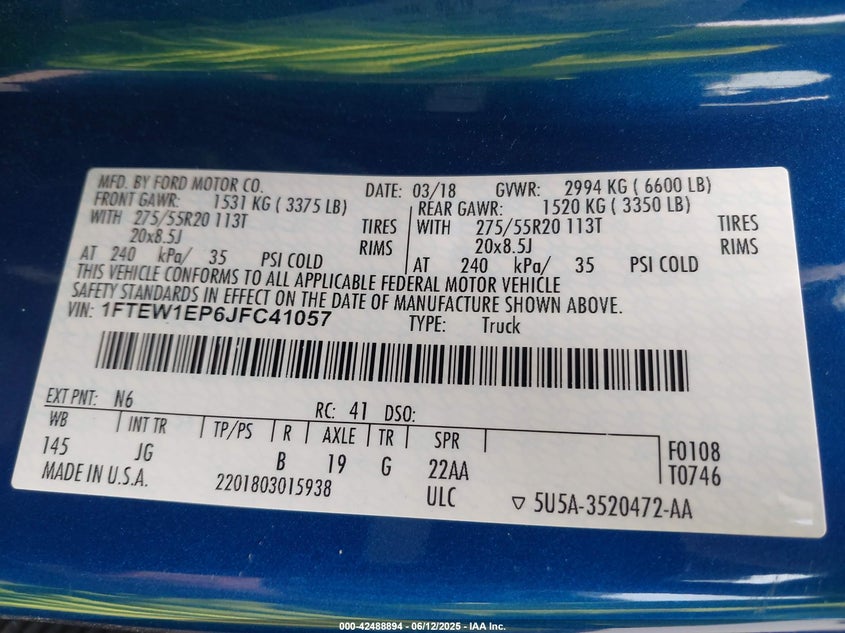 MFD. BY FORD MOTOR CO. DATE: 03/18 GVWR: 2994 KG ( 6600 LB)
FRONT GAWR: 1531 KG ( 3375 LB) REAR GAWR: 1520 KG ( 3350 LB)
WITH 275/55R20 113T TIRES WITH 275/55R20 113T TIRES
20x8.5J RIMS 20x8.5J RIMS
AT 240 kPa/ 35 PSI COLD AT 240 kPa/ 35 PSI COLD
THIS VEHICLE CONFORMS TO ALL APPLICABLE FEDERAL MOTOR VEHICLE
SAFETY STANDARDS IN EFFECT ON THE DATE OF MANUFACTURE SHOWN ABOVE.
VIN: 1FTEW1EP6JFC41057 TYPE: Truck
EXT PNT: N6 RC: 41 DSO:
WB INT TR TP/PS R AXLE TR SPR
145 JG B 19 G 22AA F0108
T0746
MADE IN U.S.A. 2201803015938 ULC ▽ 5U5A-3520472-AA
000-42488894 - 06/12/2025 - IAA Inc.